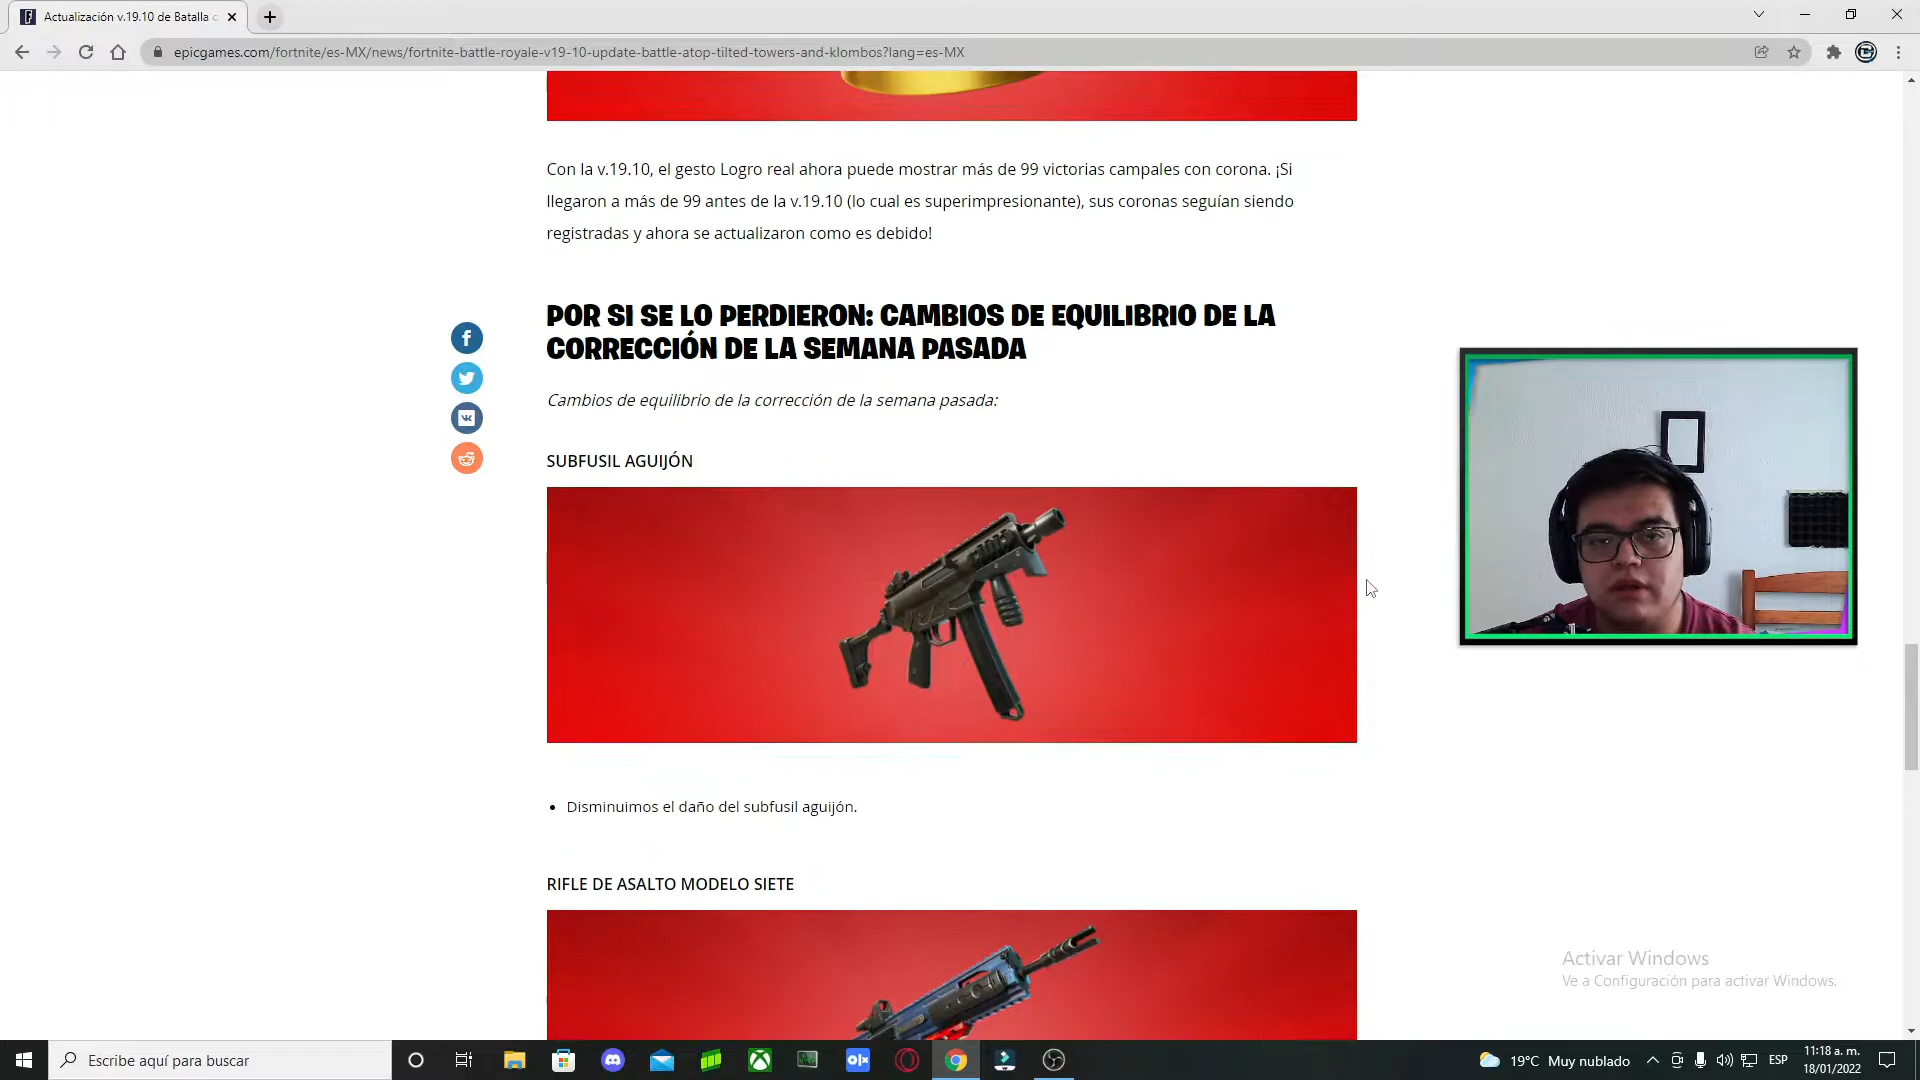 Actualización v.19.10 de Batalla c
epicgames.com/fortnite/es-MX/news/fortnite-battle-royale-v19-10-update-battle-atop-tilted-towers-and-klombos?lang=es-MX
Con la v.19.10, el gesto Logro real ahora puede mostrar más de 99 victorias campales con corona. ¡Si
llegaron a más de 99 antes de la v.19.10 (lo cual es superimpresionante), sus coronas seguían siendo
registradas y ahora se actualizaron como es debido!
POR SI SE LO PERDIERON: CAMBIOS DE EQUILIBRIO DE LA
CORRECCIÓN DE LA SEMANA PASADA
Cambios de equilibrio de la corrección de la semana pasada:
SUBFUSIL AGUIJÓN
• Disminuimos el daño del subfusil aguijón.
RIFLE DE ASALTO MODELO SIETE
Activar Windows
Ve a Configuración para activar Windows.
Escribe aquí para buscar
19°C Muy nublado
ESP
11:18 a. m.
18/01/2022